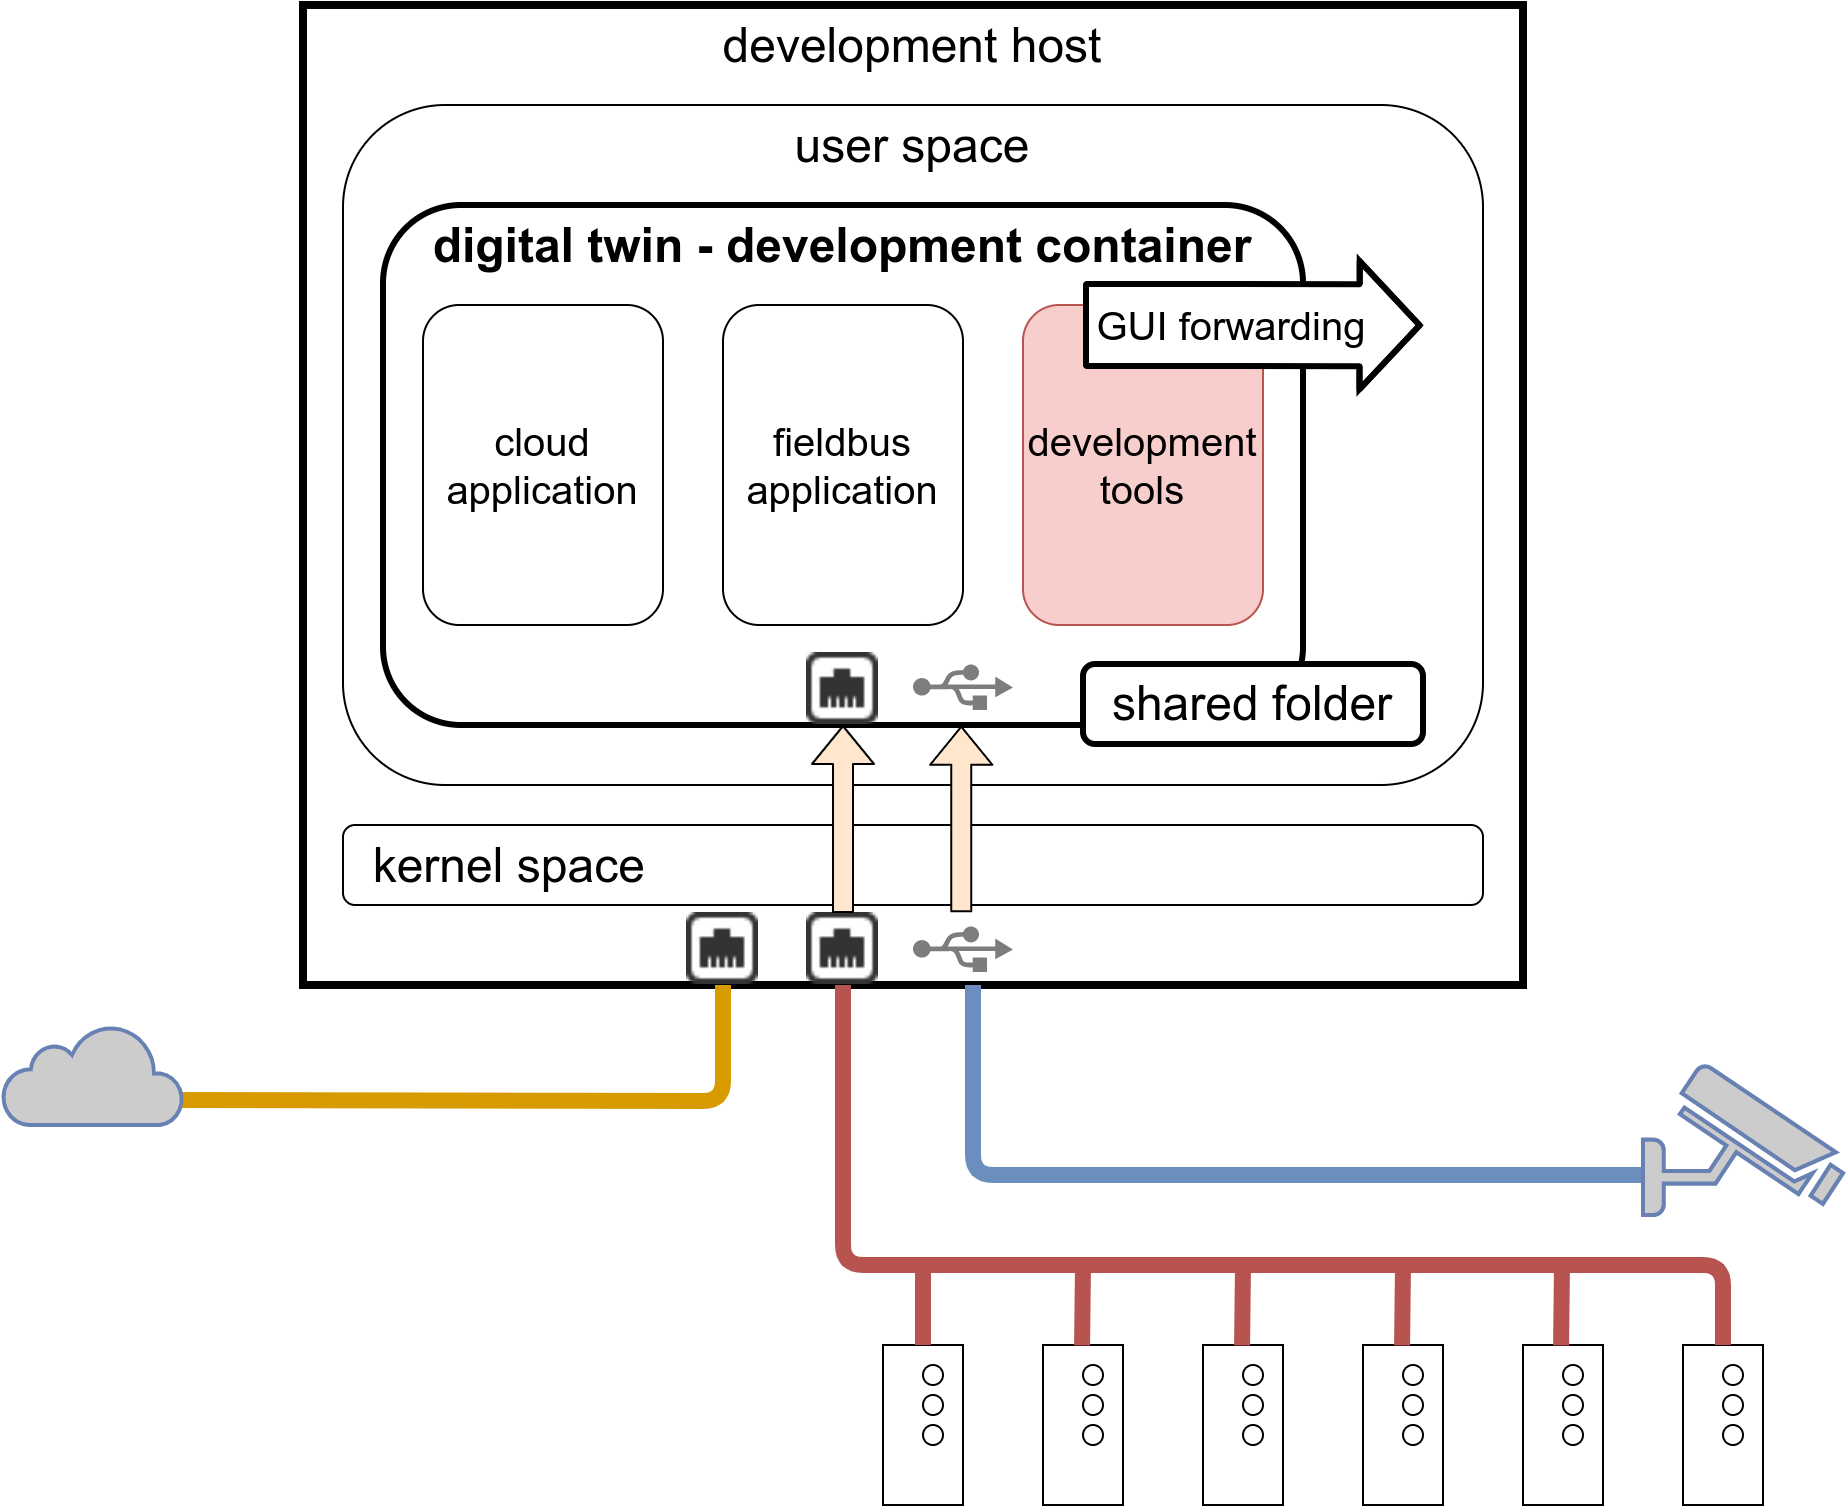 development host
user space
digital twin - development container
GUI forwarding
cloud
application
fieldbus
application
development
tools
shared folder
kernel space